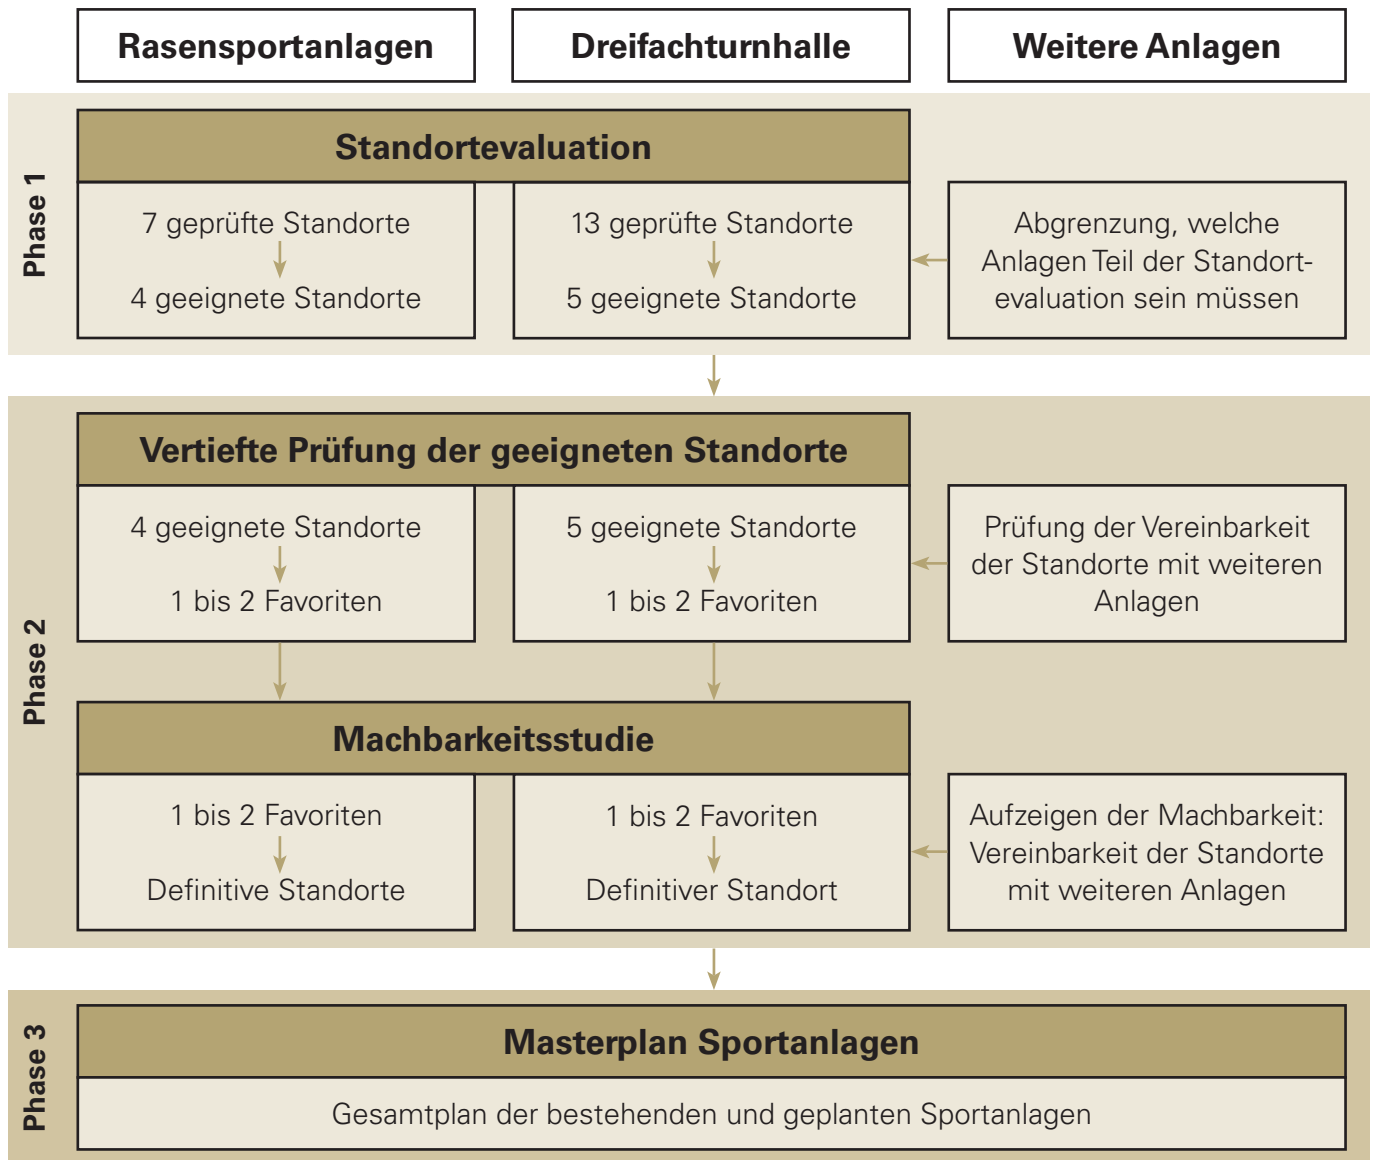 Rasensportanlagen
Dreifachturnhalle
Weitere Anlagen
Phase 1
Standortevaluation
7 geprüfte Standorte
4 geeignete Standorte
13 geprüfte Standorte
5 geeignete Standorte
Abgrenzung, welche
Anlagen Teil der Standort-
evaluation sein müssen
Phase 2
Vertiefte Prüfung der geeigneten Standorte
4 geeignete Standorte
1 bis 2 Favoriten
5 geeignete Standorte
1 bis 2 Favoriten
Prüfung der Vereinbarkeit
der Standorte mit weiteren
Anlagen
Machbarkeitsstudie
1 bis 2 Favoriten
Definitive Standorte
1 bis 2 Favoriten
Definitiver Standort
Aufzeigen der Machbarkeit:
Vereinbarkeit der Standorte
mit weiteren Anlagen
Phase 3
Masterplan Sportanlagen
Gesamtplan der bestehenden und geplanten Sportanlagen